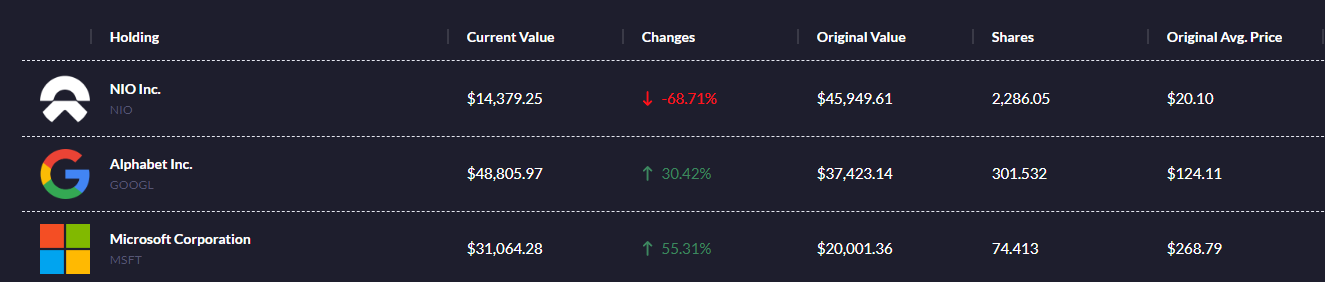 Holding Current Value Changes Original Value Shares Original Avg. Price
NIO Inc.
NIO
$14,379.25 -68.71% $45,949.61 2,286.05 $20.10
Alphabet Inc.
GOOGL
$48,805.97 30.42% $37,423.14 301.532 $124.11
Microsoft Corporation
MSFT
$31,064.28 55.31% $20,001.36 74.413 $268.79